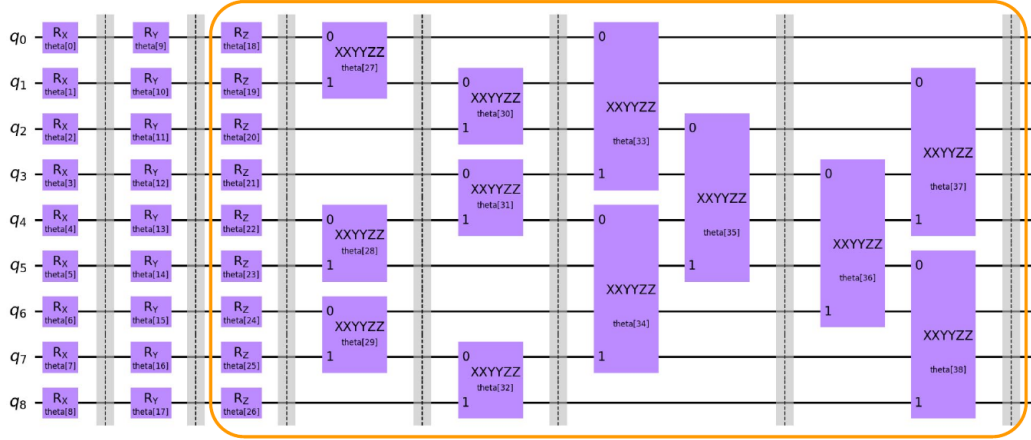 q0 RX RY RZ 0 0
theta[0] theta[9] theta[18] XXYYZZ
theta[27]
q1 RX RY RZ 1 0 0
theta[1] theta[10] theta[19] XXYYZZ XXYYZZ
theta[30] theta[33]
q2 RX RY RZ 1 0
theta[2] theta[11] theta[20]
q3 RX RY RZ 0 1 0 XXYYZZ
theta[3] theta[12] theta[21] XXYYZZ theta[37]
theta[31]
q4 RX RY RZ 0 1 0 XXYYZZ 1
theta[4] theta[13] theta[22] XXYYZZ theta[35] XXYYZZ
theta[28]
q5 RX RY RZ 1 1 0
theta[5] theta[14] theta[23] XXYYZZ theta[36]
q6 RX RY RZ 0 1
theta[6] theta[15] theta[24] XXYYZZ theta[34] XXYYZZ
theta[29]
q7 RX RY RZ 1 0 1
theta[7] theta[16] theta[25] XXYYZZ theta[38]
theta[32]
q8 RX RY RZ 1 1
theta[8] theta[17] theta[26]